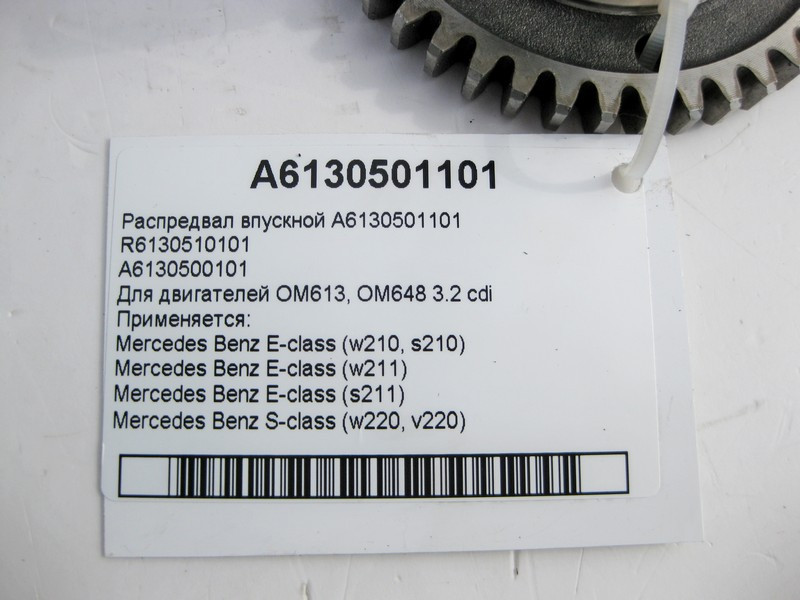 A6130501101
Распредвал впускной A6130501101
R6130510101
A6130500101
Для двигателей OM613, OM648 3.2 cdi
Применяется:
Mercedes Benz E-class (w210, s210)
Mercedes Benz E-class (w211)
Mercedes Benz E-class (s211)
Mercedes Benz S-class (w220, v220)